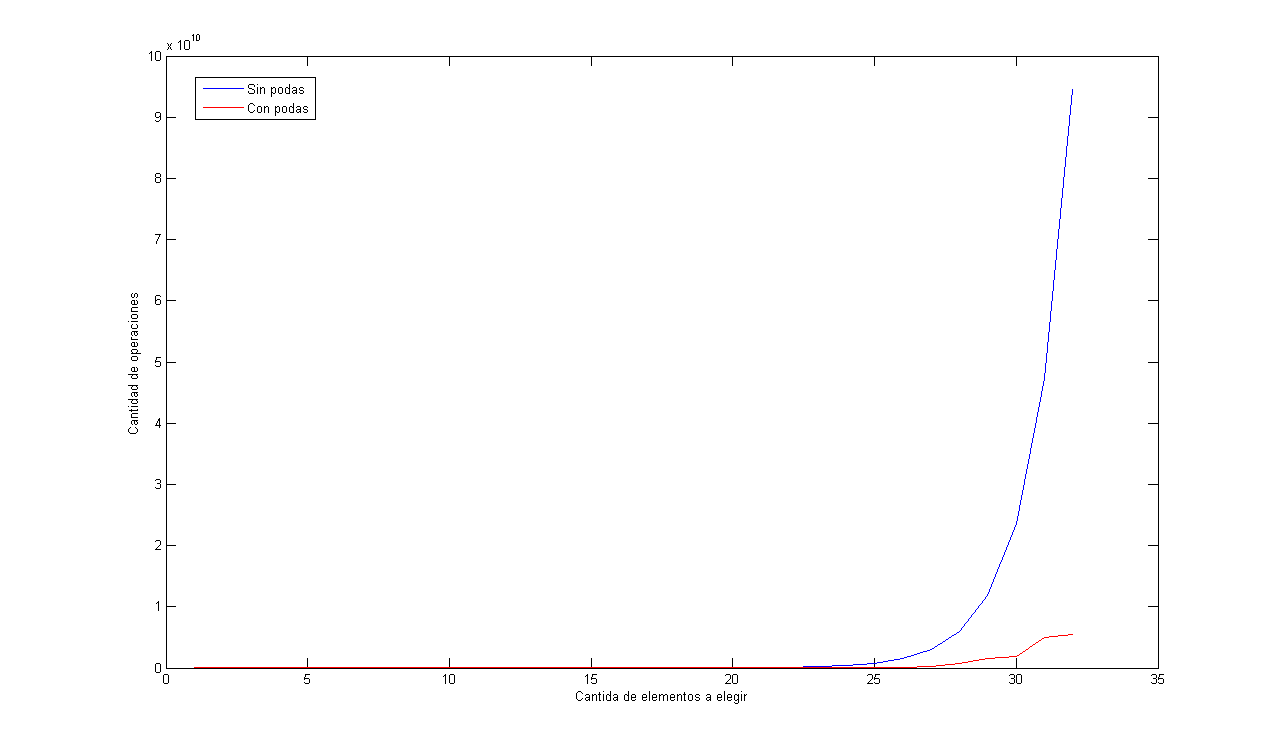 x 10^10
10
9
8
7
6
5
4
3
2
1
0
Sin podas
Con podas
Cantidad de operaciones
0 5 10 15 20 25 30 35
Cantida de elementos a elegir